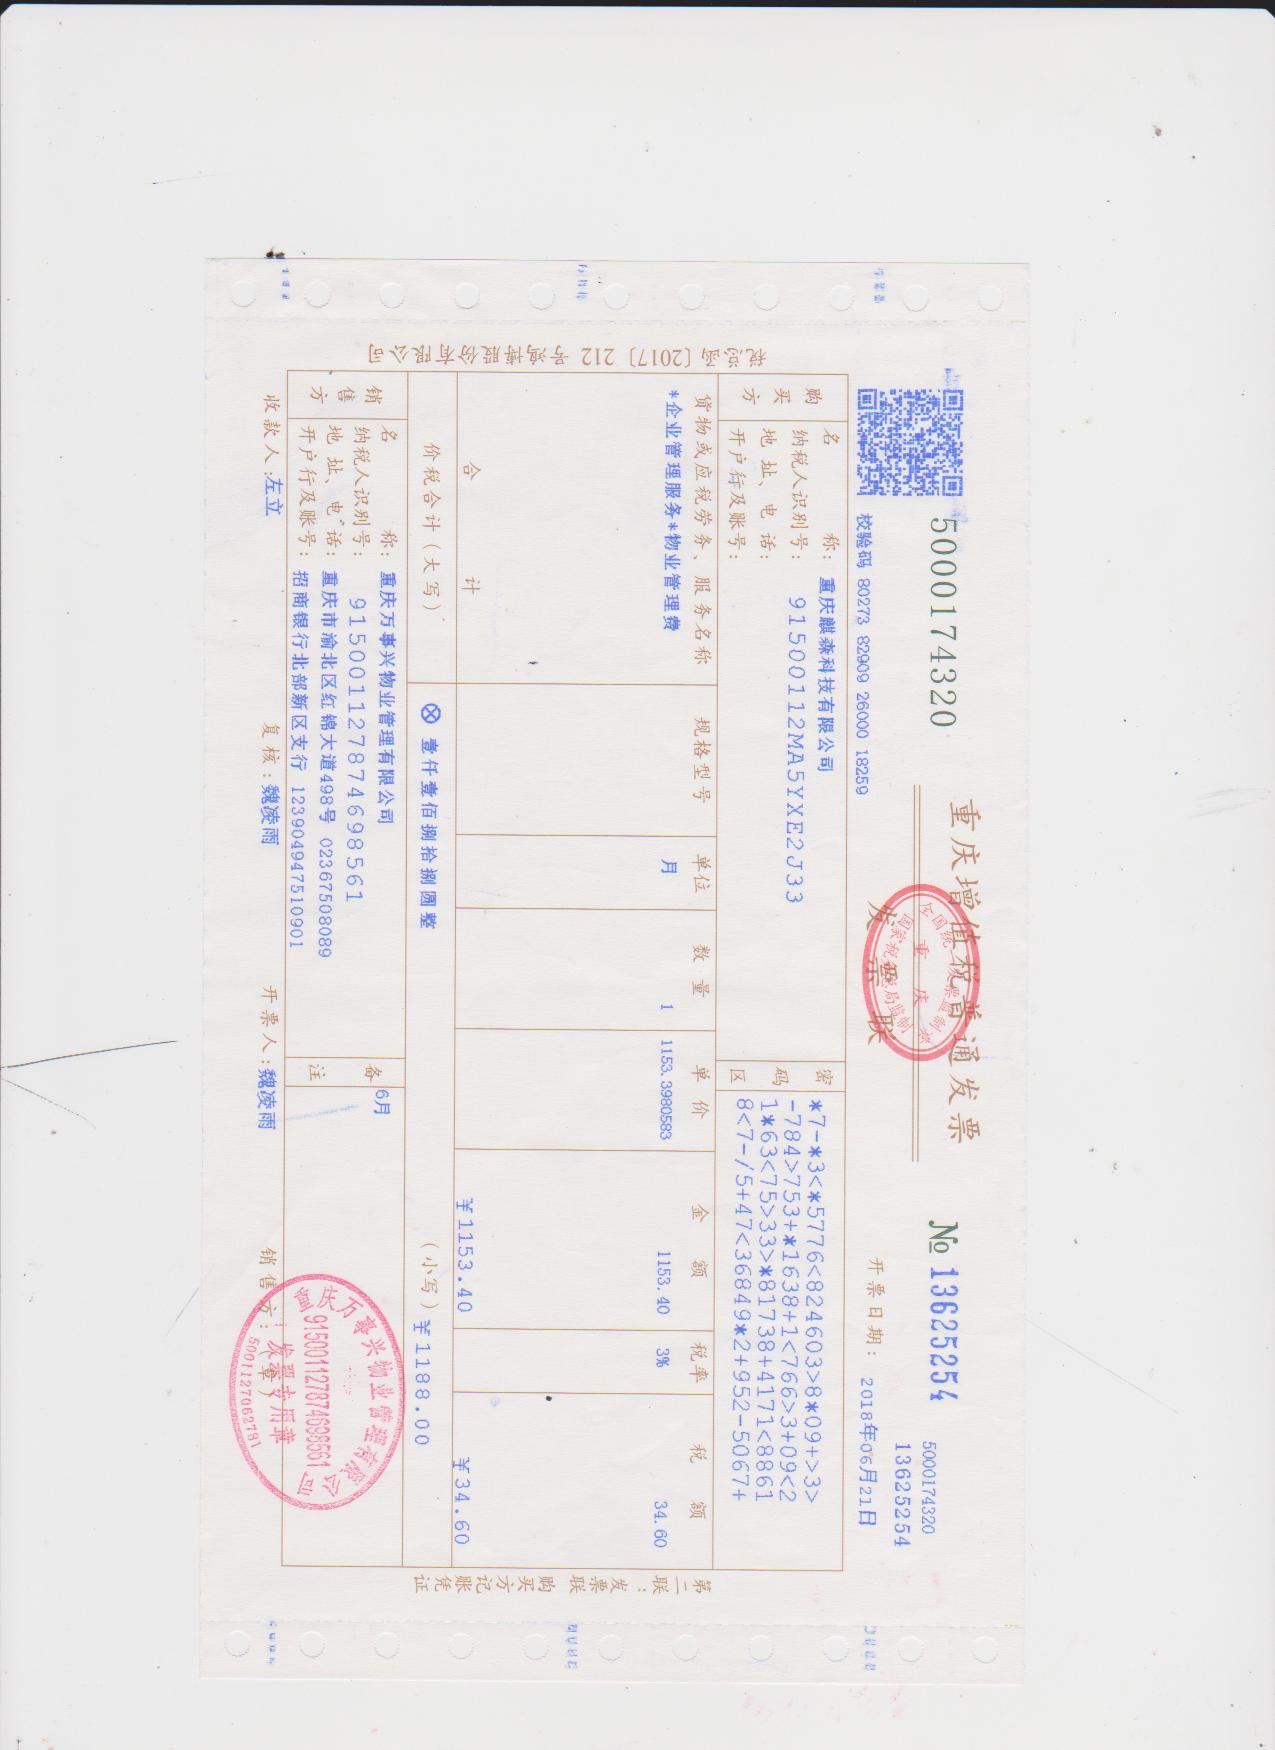 5000174320
重庆增值税普通发票
发票联
全国统一发票监制章
重庆
国家税务总局监制
№ 13625254
5000174320
13625254
校验码 80273 82909 26000 18259
开票日期: 2018年06月21日
购买方
名称: 重庆麒森科技有限公司
纳税人识别号: 91500112MA5YXE2J33
地址、电话:
开户行及账号:
密码区
*7-*3<*5776<824603>8*09+>3>
-784>753+*1638+1<766>3+09<2
1*63<75>33>*81738+4171<8861
8<7-/5+47<36849*2+952-5067+
货物或应税劳务、服务名称 规格型号 单位 数量 单价 金额 税率 税额
*企业管理服务*物业管理费 月 1 1153.3980583 1153.40 3% 34.60
合计 ¥1153.40 ¥34.60
价税合计(大写) ⊗ 壹仟壹佰捌拾捌圆整 (小写) ¥1188.00
销售方
名称: 重庆万事兴物业管理有限公司
纳税人识别号: 915001127874698561
地址、电话: 重庆市渝北区红锦大道498号 02367508089
开户行及账号: 招商银行北部新区支行 123904947510901
备注
6月
收款人: 左立 复核: 魏凌雨 开票人: 魏凌雨 销售方: (章)
重庆万事兴物业管理有限公司
915001127874698561
发票专用章
5001127062781
税总函〔2017〕212号鸿博股份有限公司
第二联:发票联 购买方记账凭证